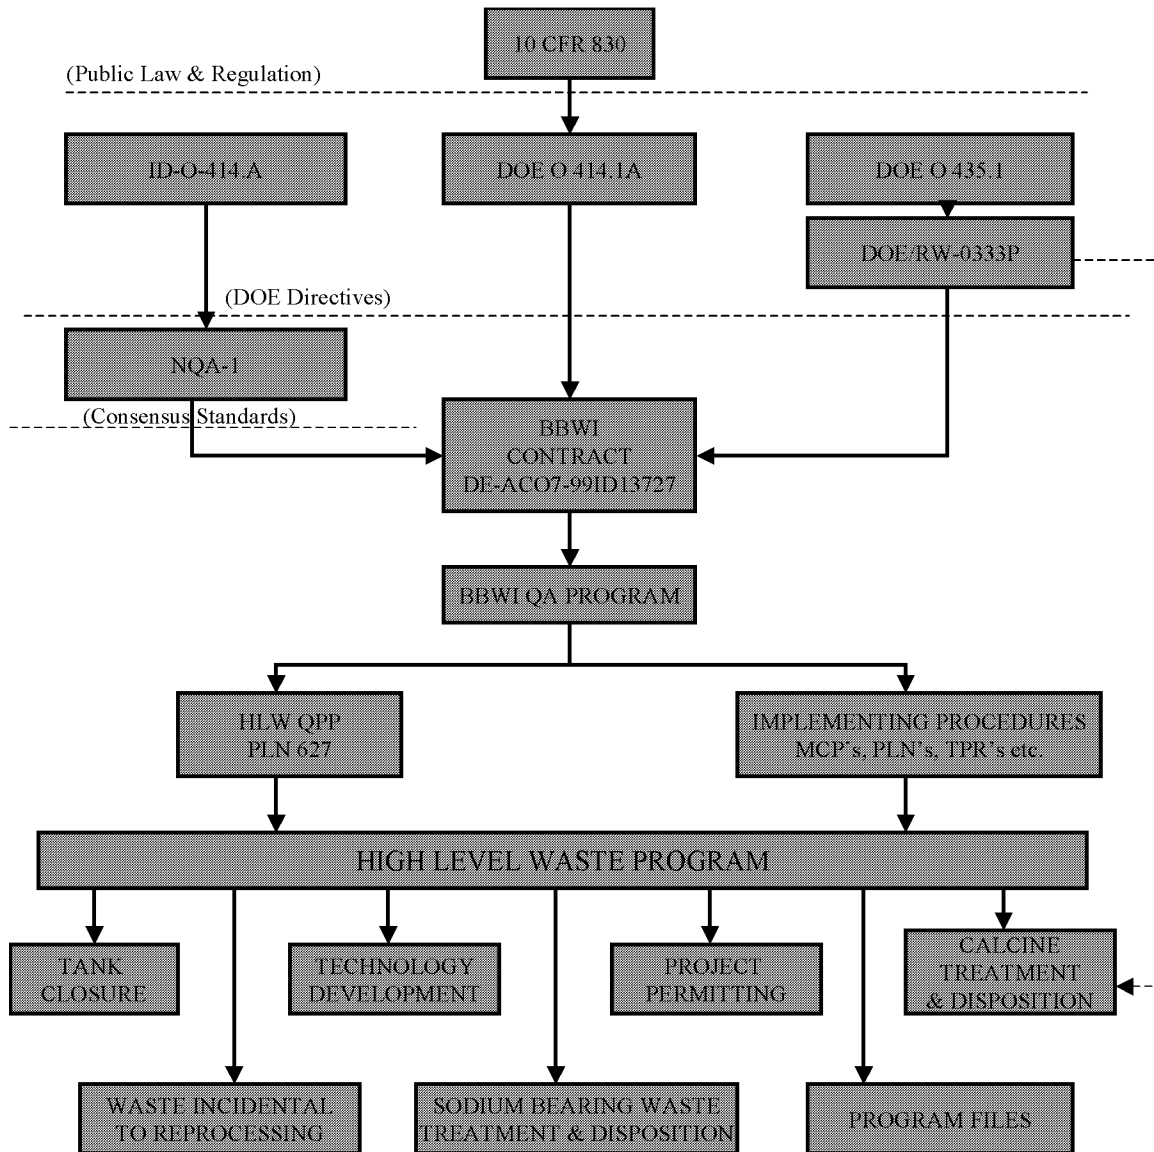 10 CFR 830
(Public Law & Regulation)
ID-O-414.A
DOE O 414.1A
DOE O 435.1
DOE/RW-0333P
(DOE Directives)
NQA-1
(Consensus Standards)
BBWI
CONTRACT
DE-ACO7-99ID13727
BBWI QA PROGRAM
HLW QPP
PLN 627
IMPLEMENTING PROCEDURES
MCP's, PLN's, TPR's etc.
HIGH LEVEL WASTE PROGRAM
TANK
CLOSURE
TECHNOLOGY
DEVELOPMENT
PROJECT
PERMITTING
CALCINE
TREATMENT
& DISPOSITION
WASTE INCIDENTAL
TO REPROCESSING
SODIUM BEARING WASTE
TREATMENT & DISPOSITION
PROGRAM FILES